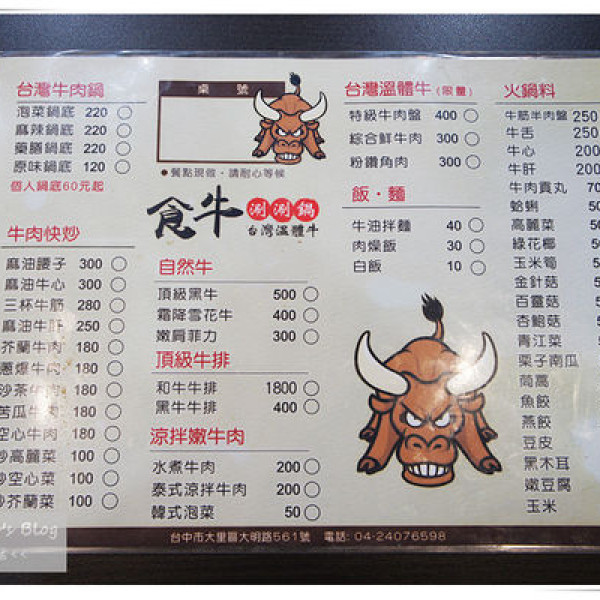 台灣牛肉鍋
泡菜鍋底 220
麻辣鍋底 220
藥膳鍋底 220
原味鍋底 120
個人鍋底60元起
牛肉快炒
麻油腰子 300
麻油牛心 300
三杯牛筋 280
麻油牛肝 250
芥蘭牛肉 180
蔥爆牛肉 180
沙茶牛肉 180
苦瓜牛肉 180
空心牛肉 180
炒高麗菜 100
炒空心菜 100
炒芥蘭菜 100
桌號
●餐點現做,請耐心等候
食牛 涮涮鍋
台灣溫體牛
自然牛
頂級黑牛 500
霜降雪花牛 400
嫩肩菲力 300
頂級牛排
和牛牛排 1800
黑牛牛排 400
涼拌嫩牛肉
水煮牛肉 200
泰式涼拌牛肉 200
韓式泡菜 50
台灣溫體牛(限量)
特級牛肉盤 400
綜合鮮牛肉 300
粉鑽角肉 300
飯・麵
牛油拌麵 40
肉燥飯 30
白飯 10
火鍋料
牛筋半肉盤 250
牛舌 250
牛心 200
牛肝 200
牛肉貢丸
蛤蜊
高麗菜
綠花椰
玉米筍
金針菇
百靈菇
杏鮑菇
青江菜
栗子南瓜
茼蒿
魚餃
燕餃
豆皮
黑木耳
嫩豆腐
玉米
台中市大里區大明路561號 電話: 04-24076598
's Blog